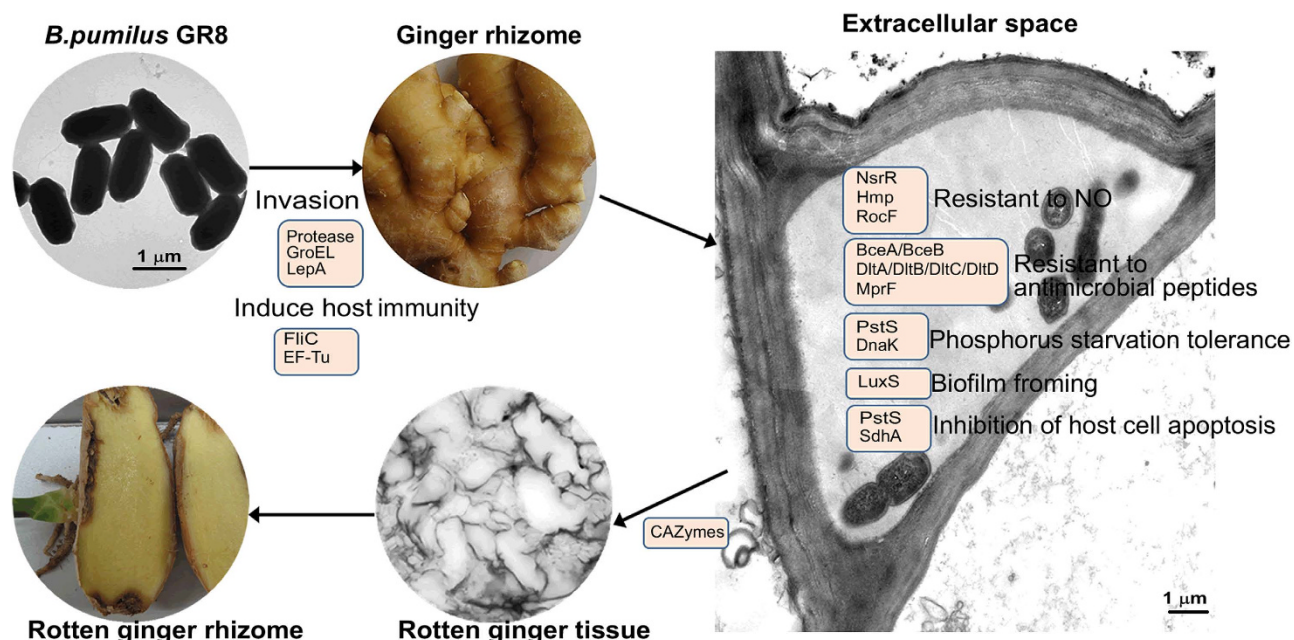 B.pumilus GR8
Ginger rhizome
Extracellular space
1 μm
Invasion
Protease
GroEL
LepA
Induce host immunity
FliC
EF-Tu
NsrR
Hmp
RocF
Resistant to NO
BceA/BceB
DltA/DltB/DltC/DltD
MprF
Resistant to
antimicrobial peptides
PstS
DnaK
Phosphorus starvation tolerance
LuxS
Biofilm froming
PstS
SdhA
Inhibition of host cell apoptosis
CAZymes
1 μm
Rotten ginger rhizome
Rotten ginger tissue